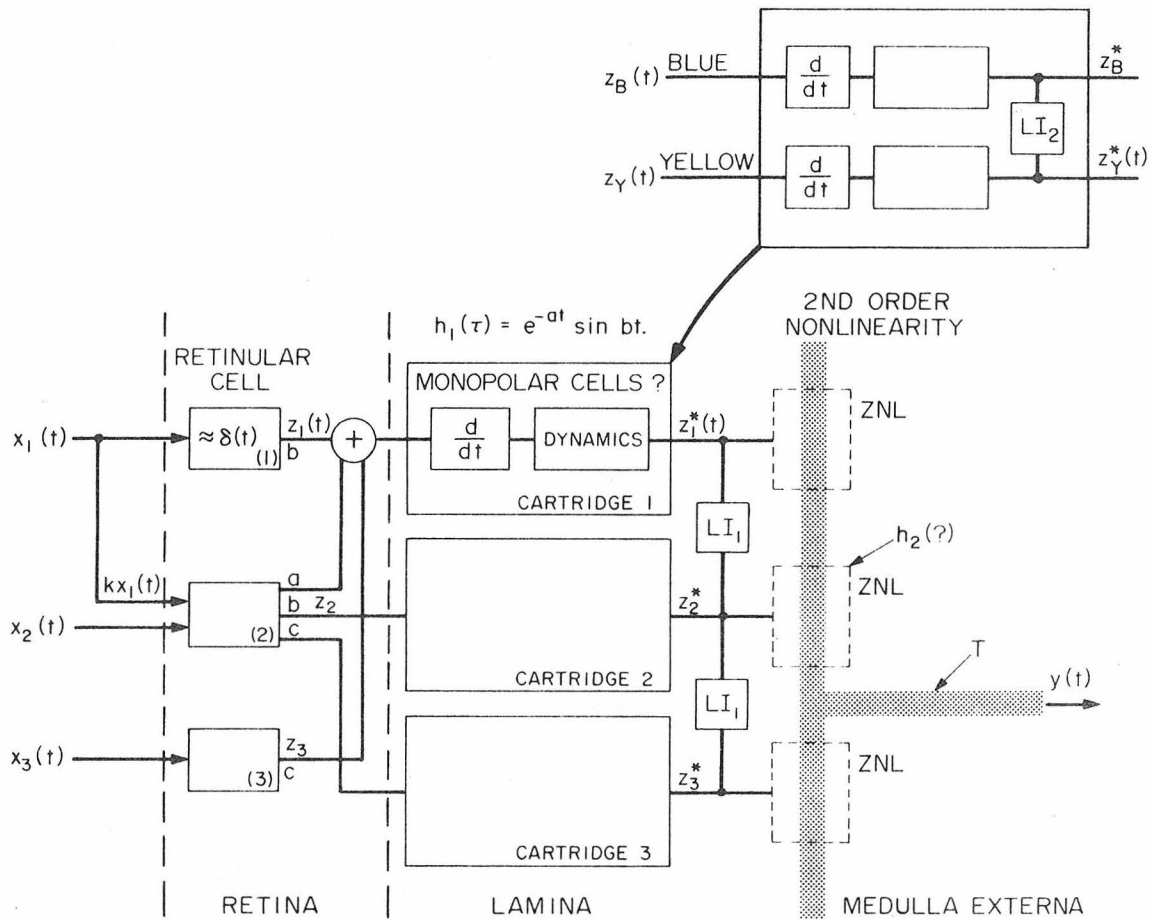 z_B(t) BLUE d/dt z_B^*
LI_2
z_Y(t) YELLOW d/dt z_Y^*(t)
2ND ORDER
NONLINEARITY
h_1(τ) = e^{-at} sin bt.
RETINULAR
CELL
MONOPOLAR CELLS ?
ZNL
x_1(t) ≈δ(t) (1) z_1(t) b + d/dt DYNAMICS z_1^*(t)
CARTRIDGE 1
LI_1
h_2(?)
kx_1(t) a
ZNL
x_2(t) (2) b z_2 c z_2^*
CARTRIDGE 2
T
y(t)
LI_1
x_3(t) (3) z_3 c z_3^*
ZNL
CARTRIDGE 3
RETINA LAMINA MEDULLA EXTERNA